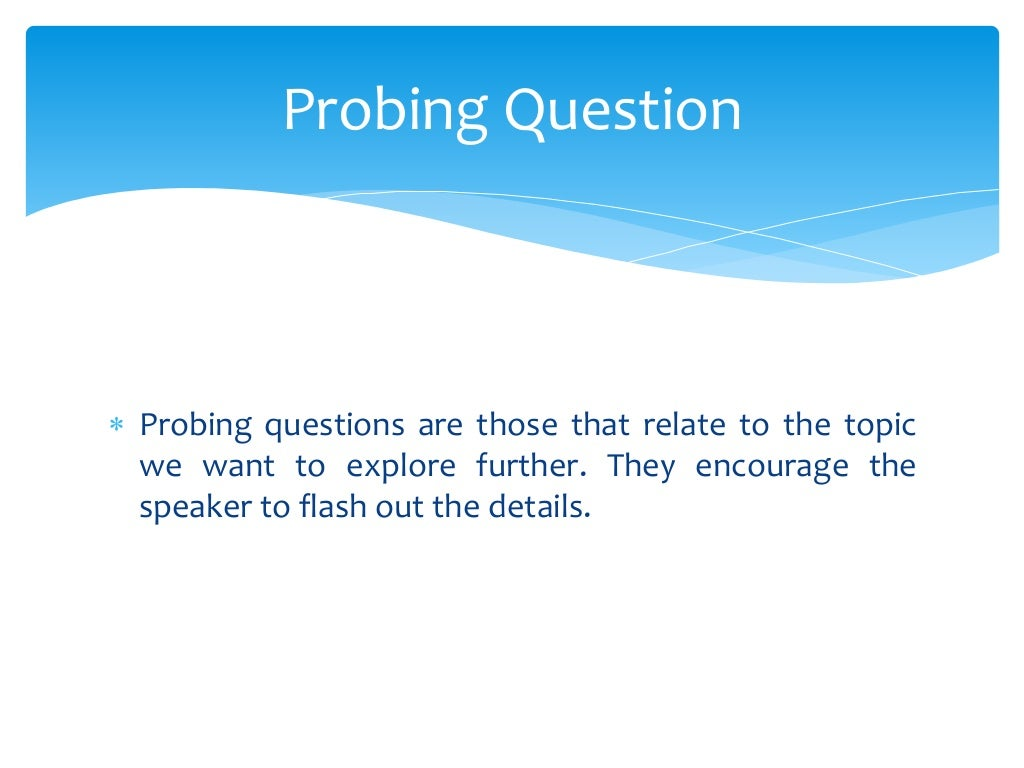 Probing Question
* Probing questions are those that relate to the topic
we want to explore further. They encourage the
speaker to flash out the details.